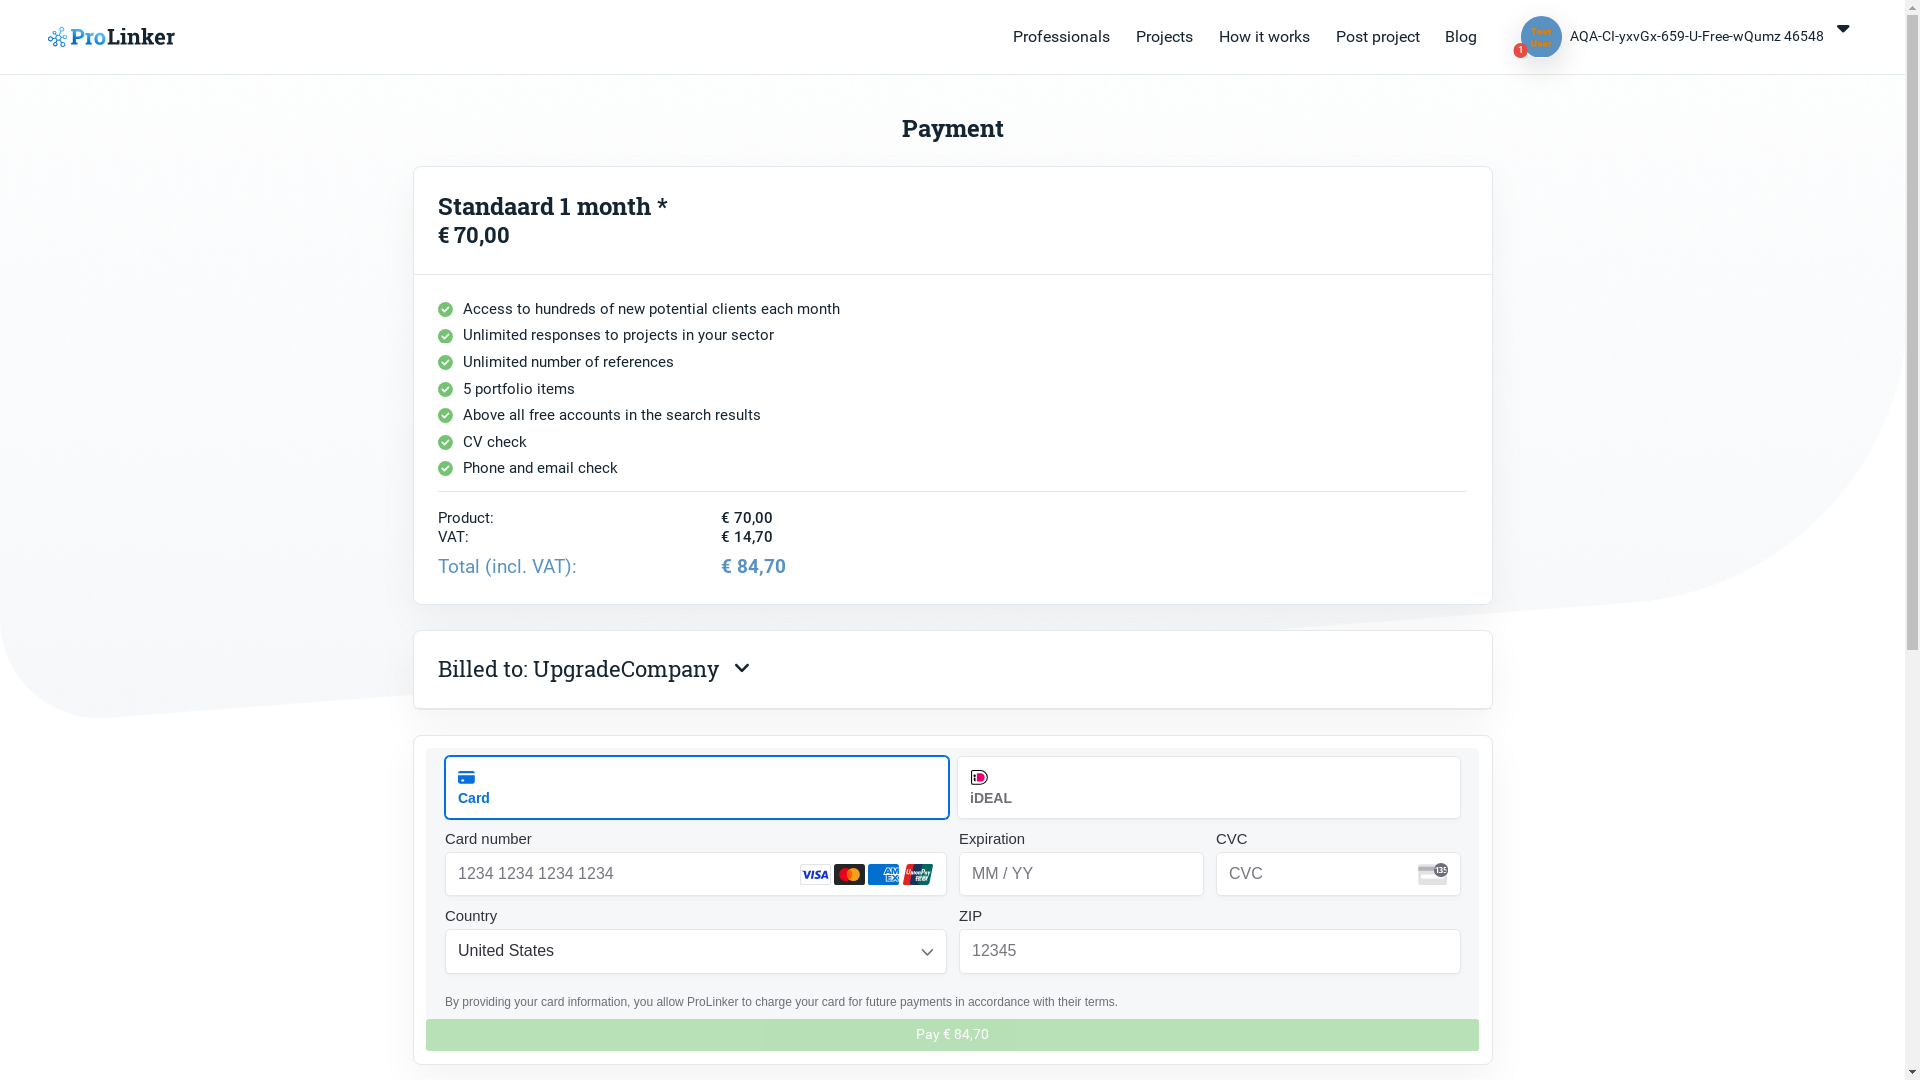 ProLinker
Professionals Projects How it works Post project Blog
1
AQA-CI-yxvGx-659-U-Free-wQumz 46548
Payment
Standaard 1 month *
€ 70,00
Access to hundreds of new potential clients each month
Unlimited responses to projects in your sector
Unlimited number of references
5 portfolio items
Above all free accounts in the search results
CV check
Phone and email check
Product: € 70,00
VAT: € 14,70
Total (incl. VAT): € 84,70
Billed to: UpgradeCompany
Card
iDEAL
Card number Expiration CVC
1234 1234 1234 1234 VISA AMEX UnionPay MM / YY CVC 135
Country ZIP
United States 12345
By providing your card information, you allow ProLinker to charge your card for future payments in accordance with their terms.
Pay € 84,70